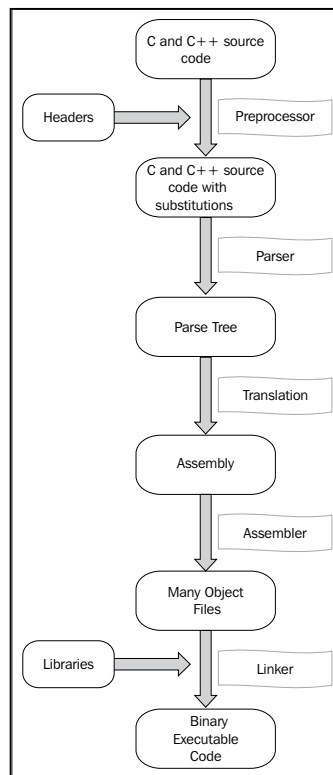 C and C++ source
code
Headers
Preprocessor
C and C++ source
code with
substitutions
Parser
Parse Tree
Translation
Assembly
Assembler
Many Object
Files
Libraries
Linker
Binary
Executable
Code